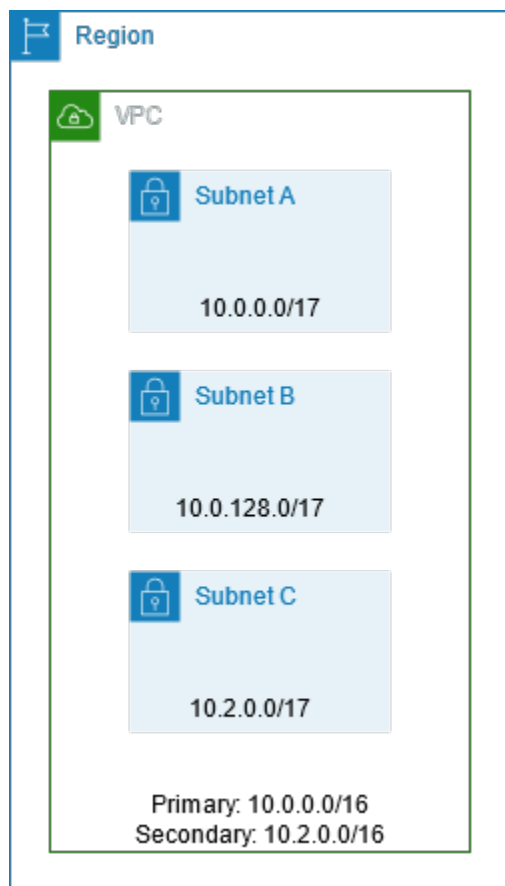 Region
VPC
Subnet A
10.0.0.0/17
Subnet B
10.0.128.0/17
Subnet C
10.2.0.0/17
Primary: 10.0.0.0/16
Secondary: 10.2.0.0/16